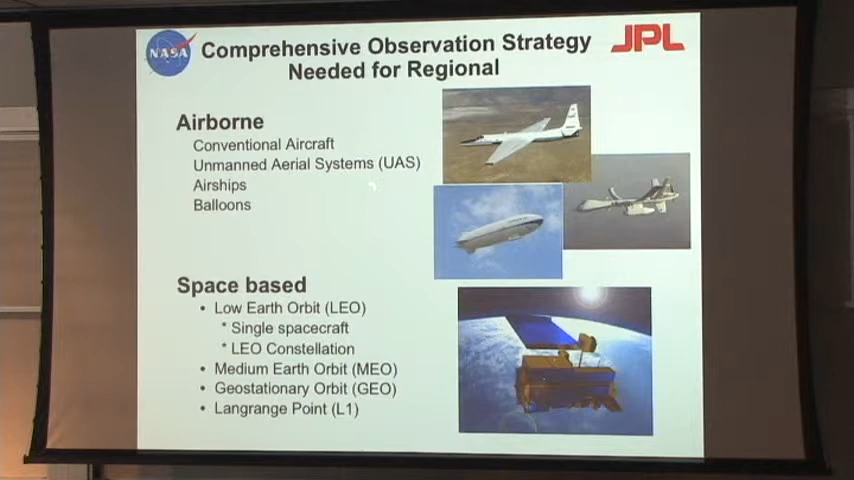 NASA
Comprehensive Observation Strategy
Needed for Regional
JPL
Airborne
Conventional Aircraft
Unmanned Aerial Systems (UAS)
Airships
Balloons
Space based
• Low Earth Orbit (LEO)
* Single spacecraft
* LEO Constellation
• Medium Earth Orbit (MEO)
• Geostationary Orbit (GEO)
• Langrange Point (L1)